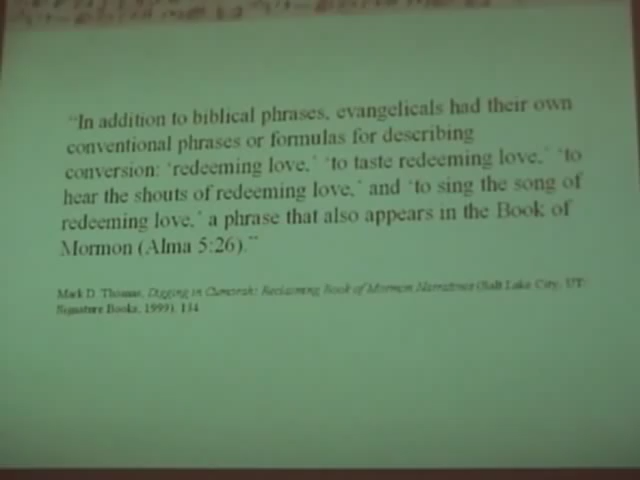 "In addition to biblical phrases, evangelicals had their own
conventional phrases or formulas for describing
conversion: 'redeeming love,' 'to taste redeeming love,' 'to
hear the shouts of redeeming love,' and 'to sing the song of
redeeming love,' a phrase that also appears in the Book of
Mormon (Alma 5:26)."
Mark D. Thomas, Digging in Cumorah: Reclaiming Book of Mormon Narratives (Salt Lake City, UT:
Signature Books, 1999), 134